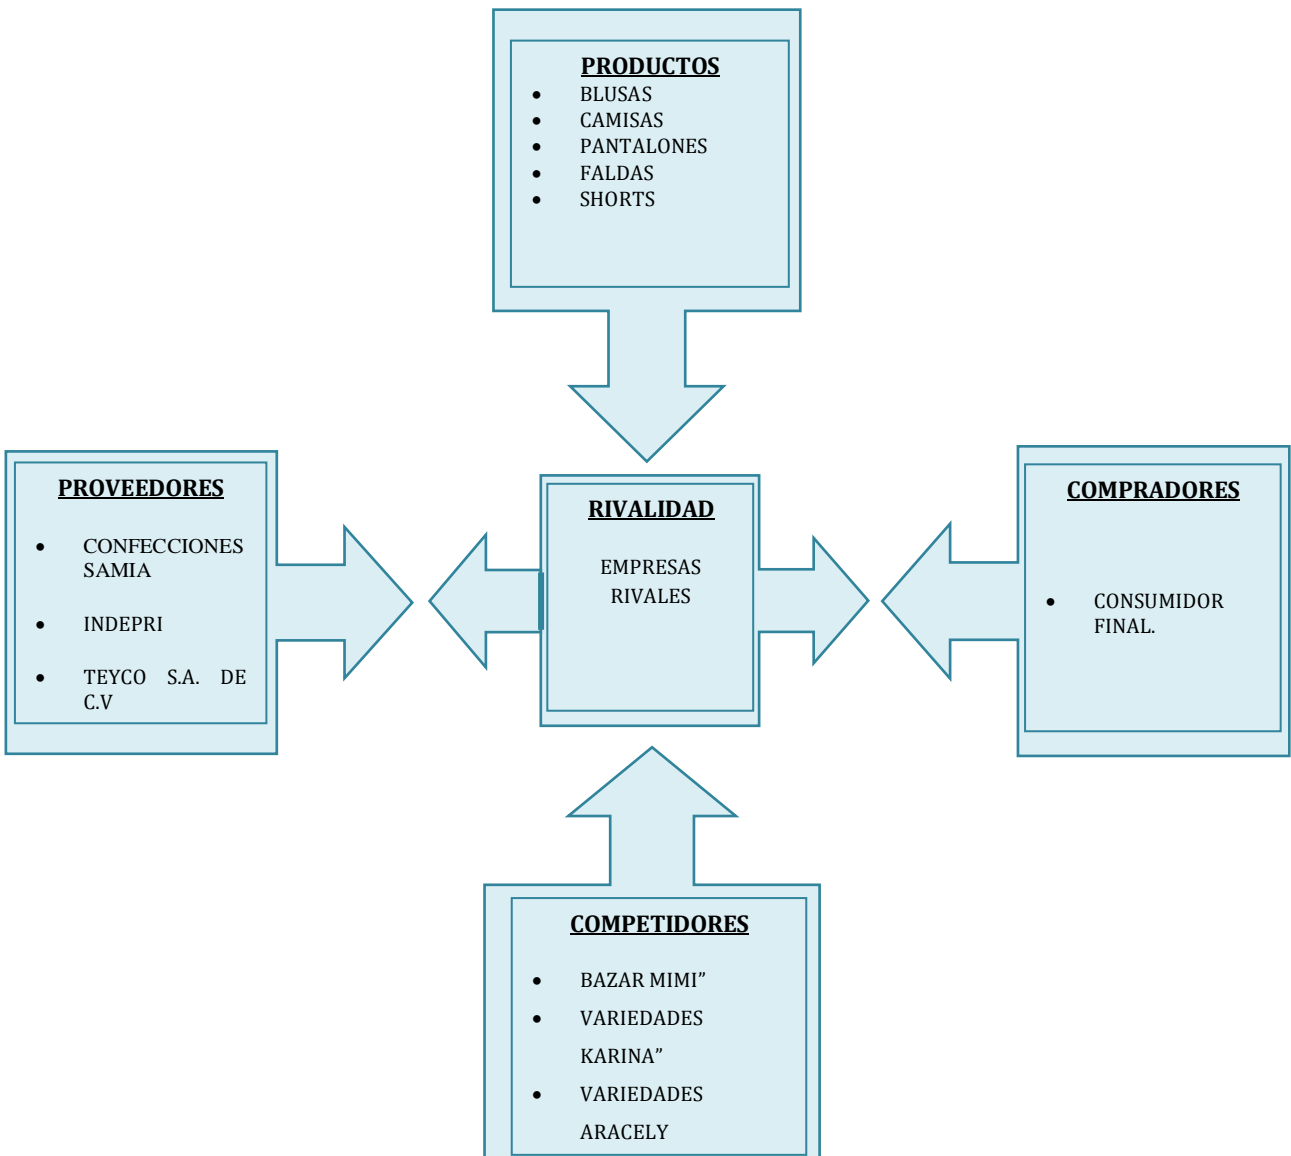 PRODUCTOS
• BLUSAS
• CAMISAS
• PANTALONES
• FALDAS
• SHORTS
PROVEEDORES
• CONFECCIONES
SAMIA
• INDEPRI
• TEYCO S.A. DE
C.V
RIVALIDAD
EMPRESAS
RIVALES
COMPRADORES
• CONSUMIDOR
FINAL.
COMPETIDORES
• BAZAR MIMI”
• VARIEDADES
KARINA”
• VARIEDADES
ARACELY